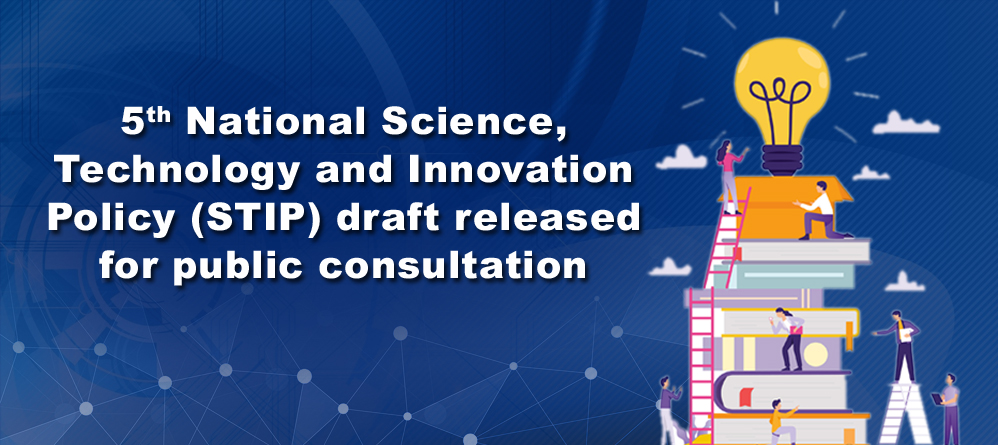 5th National Science,
Technology and Innovation
Policy (STIP) draft released
for public consultation